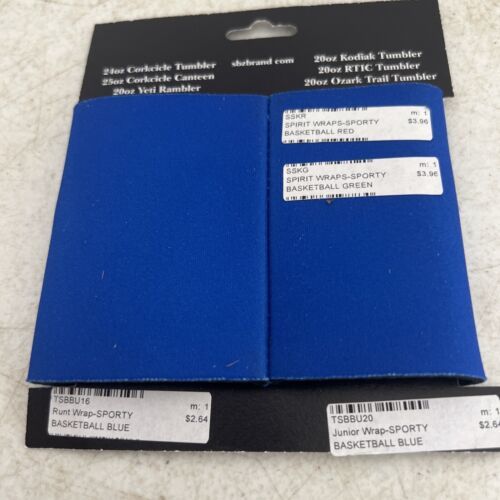 24oz Corkcicle Tumbler
25oz Corkcicle Canteen
20oz Yeti Rambler
sbzbrand com
20oz Kodiak Tumbler
20oz RTIC Tumbler
20oz Ozark Trail Tumbler
SSKR m: 1
SPIRIT WRAPS-SPORTY $3.96
BASKETBALL RED
SSKG m: 1
SPIRIT WRAPS-SPORTY $3.96
BASKETBALL GREEN
TSBBU16 m: 1
Runt Wrap-SPORTY $2.64
BASKETBALL BLUE
TSBBU20 m: 1
Junior Wrap-SPORTY $2.64
BASKETBALL BLUE